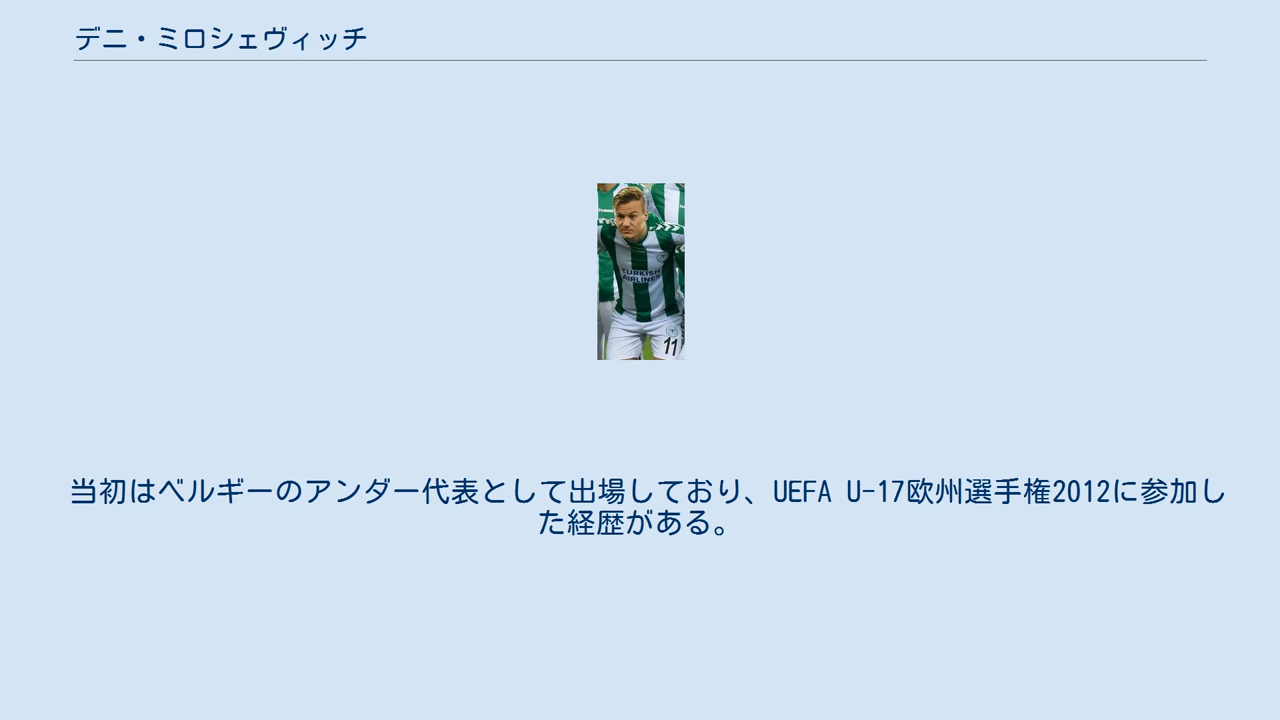 デニ・ミロシェヴィッチ
TURKISH
AIRLINES
11
当初はベルギーのアンダー代表として出場しており、UEFA U-17欧州選手権2012に参加し
た経歴がある。